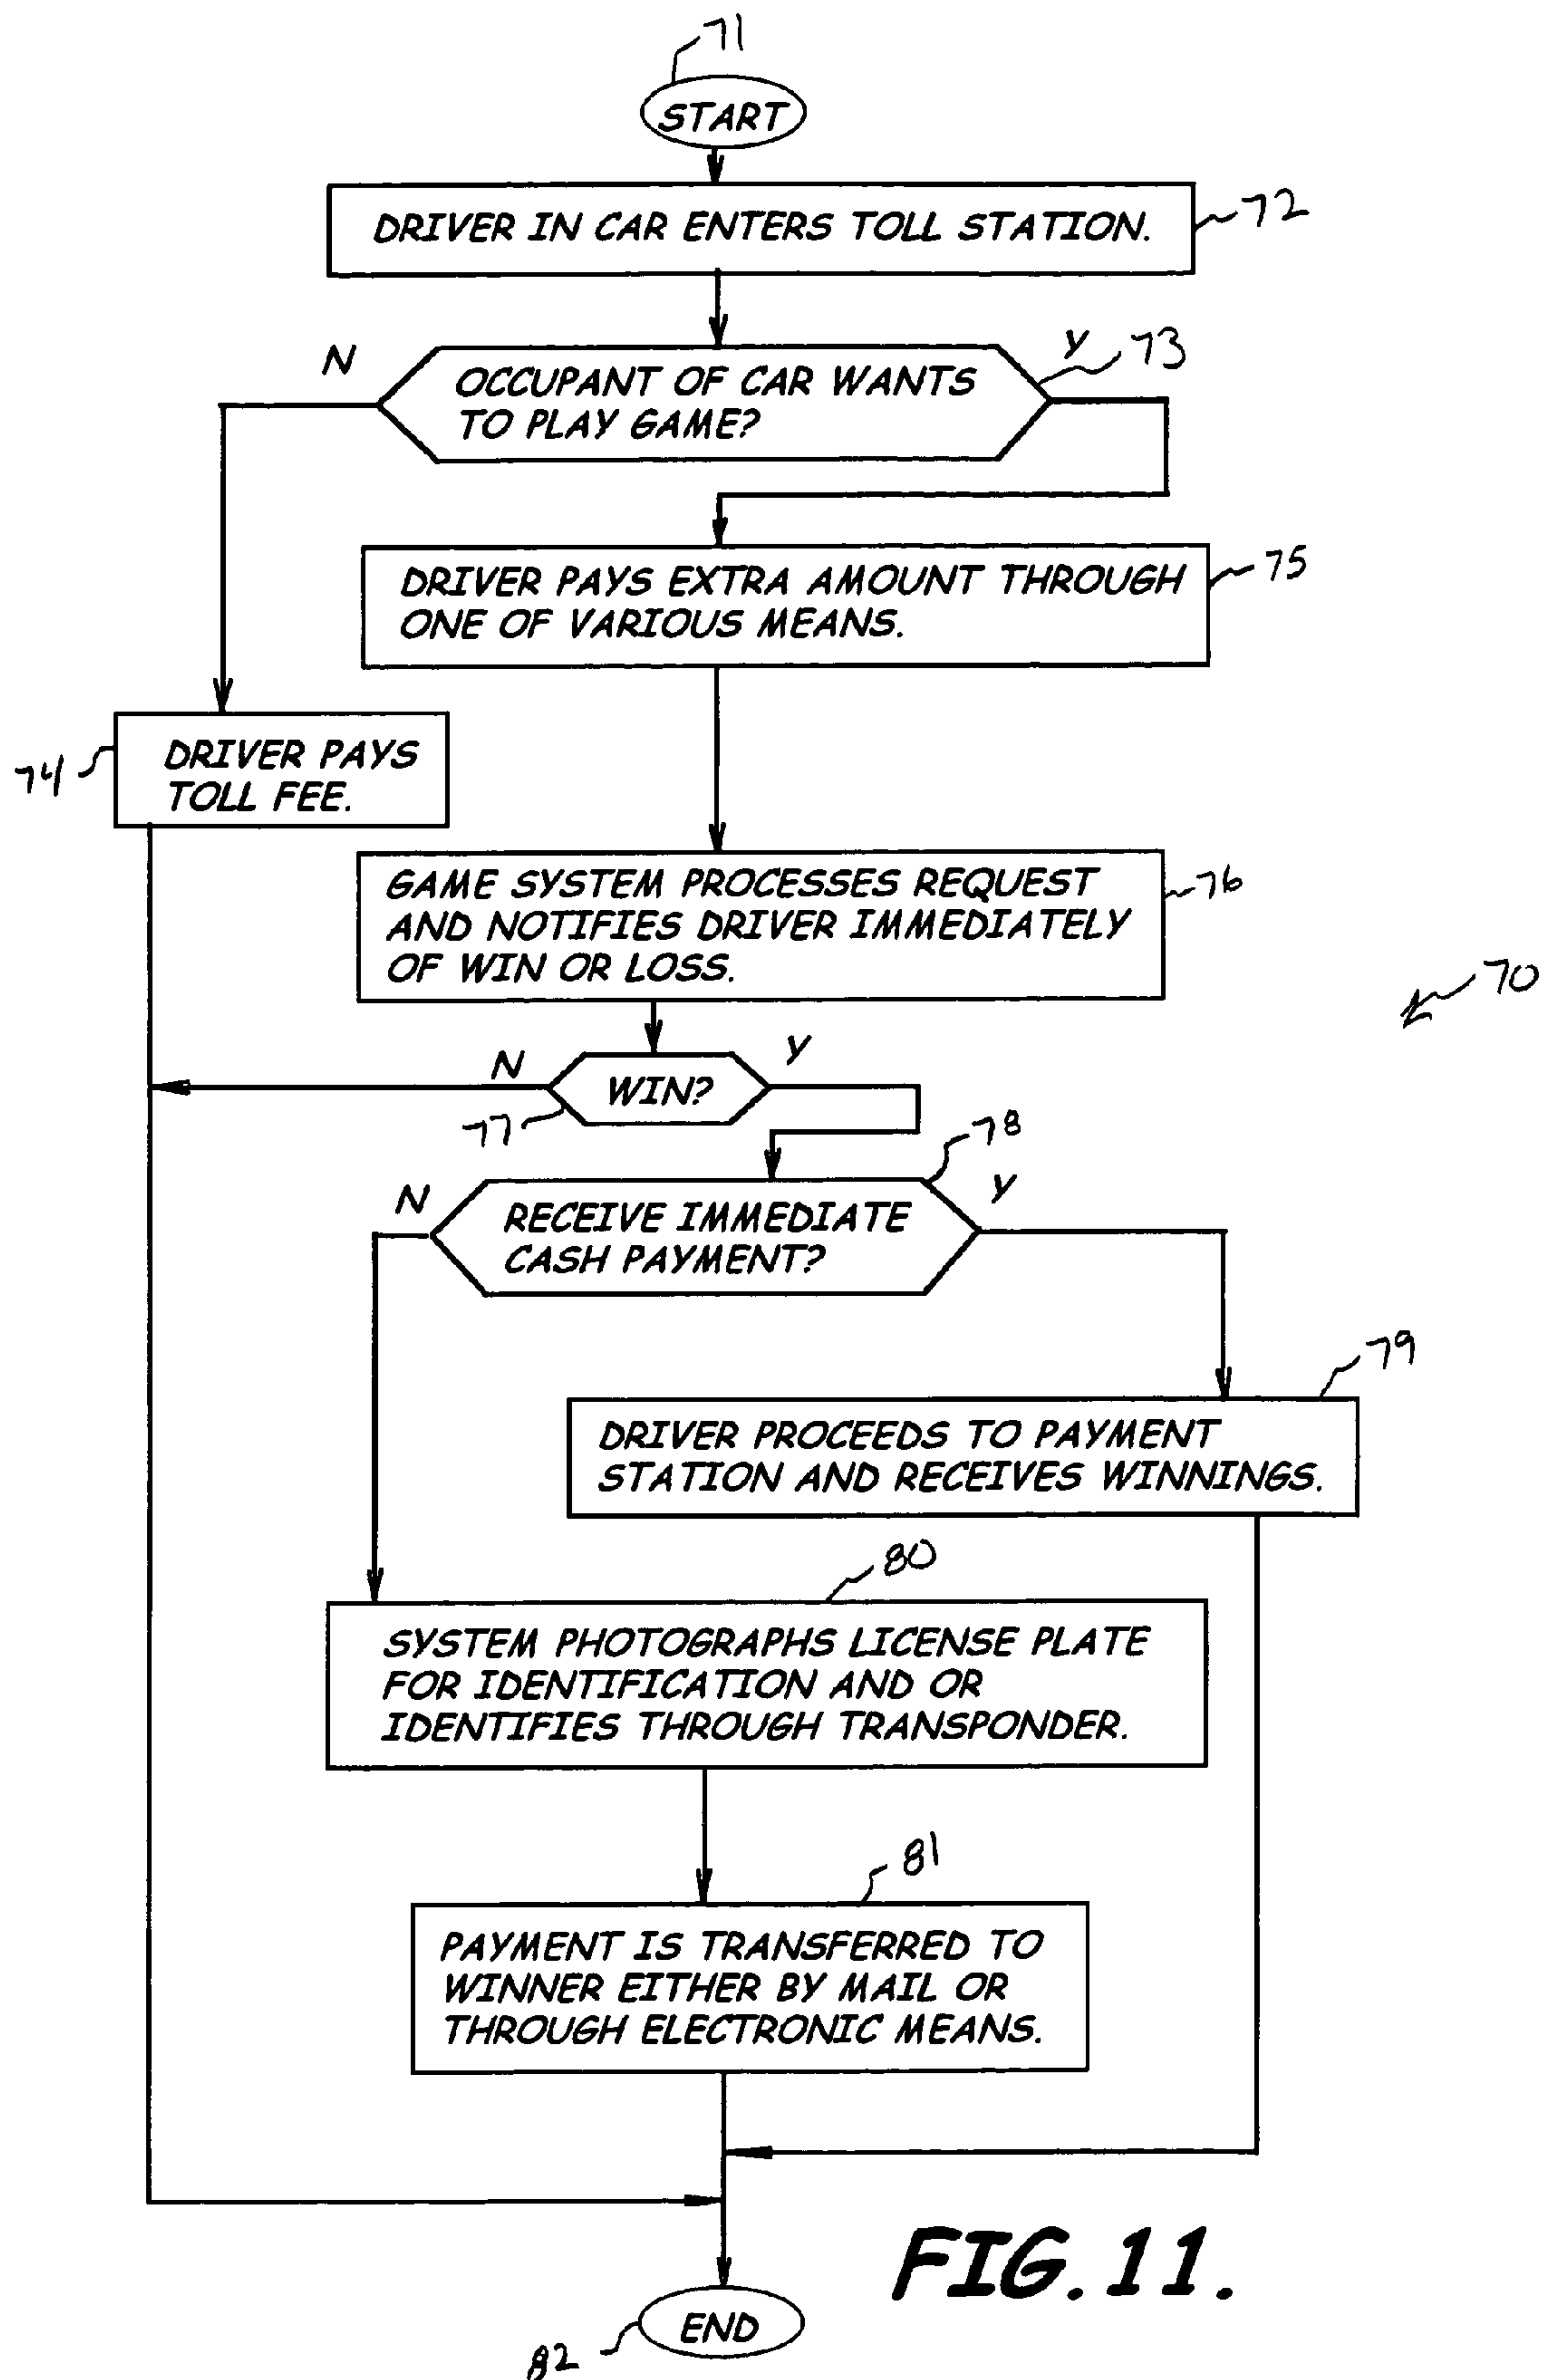 71
START
DRIVER IN CAR ENTERS TOLL STATION.
72
N
Y
73
OCCUPANT OF CAR WANTS
TO PLAY GAME?
DRIVER PAYS EXTRA AMOUNT THROUGH
ONE OF VARIOUS MEANS.
75
74
DRIVER PAYS
TOLL FEE.
GAME SYSTEM PROCESSES REQUEST
AND NOTIFIES DRIVER IMMEDIATELY
OF WIN OR LOSS.
76
70
N
Y
WIN?
77
78
N
Y
RECEIVE IMMEDIATE
CASH PAYMENT?
79
DRIVER PROCEEDS TO PAYMENT
STATION AND RECEIVES WINNINGS.
80
SYSTEM PHOTOGRAPHS LICENSE PLATE
FOR IDENTIFICATION AND OR
IDENTIFIES THROUGH TRANSPONDER.
81
PAYMENT IS TRANSFERRED TO
WINNER EITHER BY MAIL OR
THROUGH ELECTRONIC MEANS.
FIG. 11.
END
82